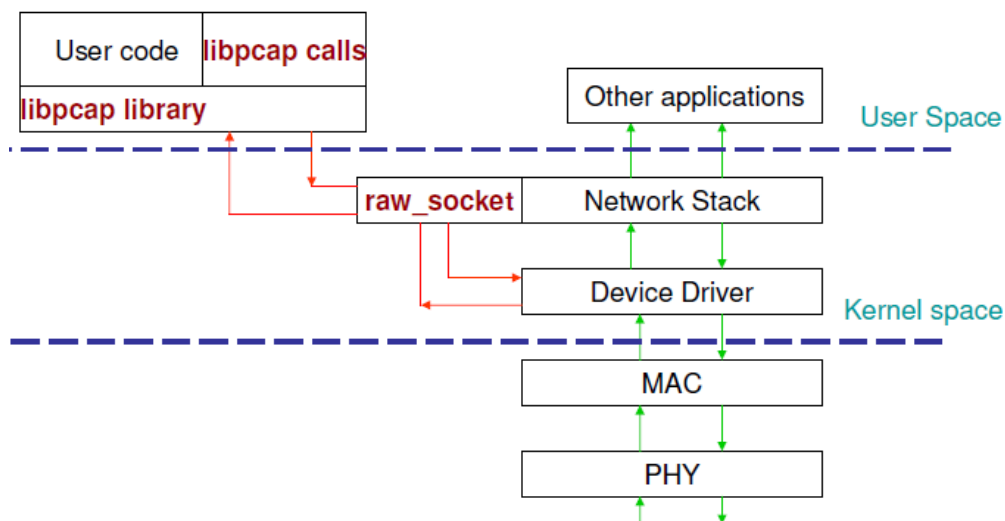 User code
libpcap calls
libpcap library
Other applications
User Space
raw_socket
Network Stack
Device Driver
Kernel space
MAC
PHY